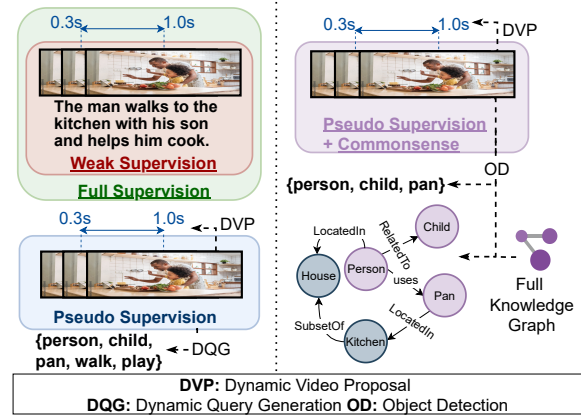 0.3s 1.0s
The man walks to the
kitchen with his son
and helps him cook.
Weak Supervision
Full Supervision
0.3s 1.0s
DVP
Pseudo Supervision
{person, child,
pan, walk, play}
DQG
0.3s 1.0s
DVP
Pseudo Supervision
+ Commonsense
OD
{person, child, pan}
Child
LocatedIn
RelatedTo
House
Person
uses
Pan
LocatedIn
SubsetOf
Kitchen
Full
Knowledge
Graph
DVP: Dynamic Video Proposal
DQG: Dynamic Query Generation OD: Object Detection